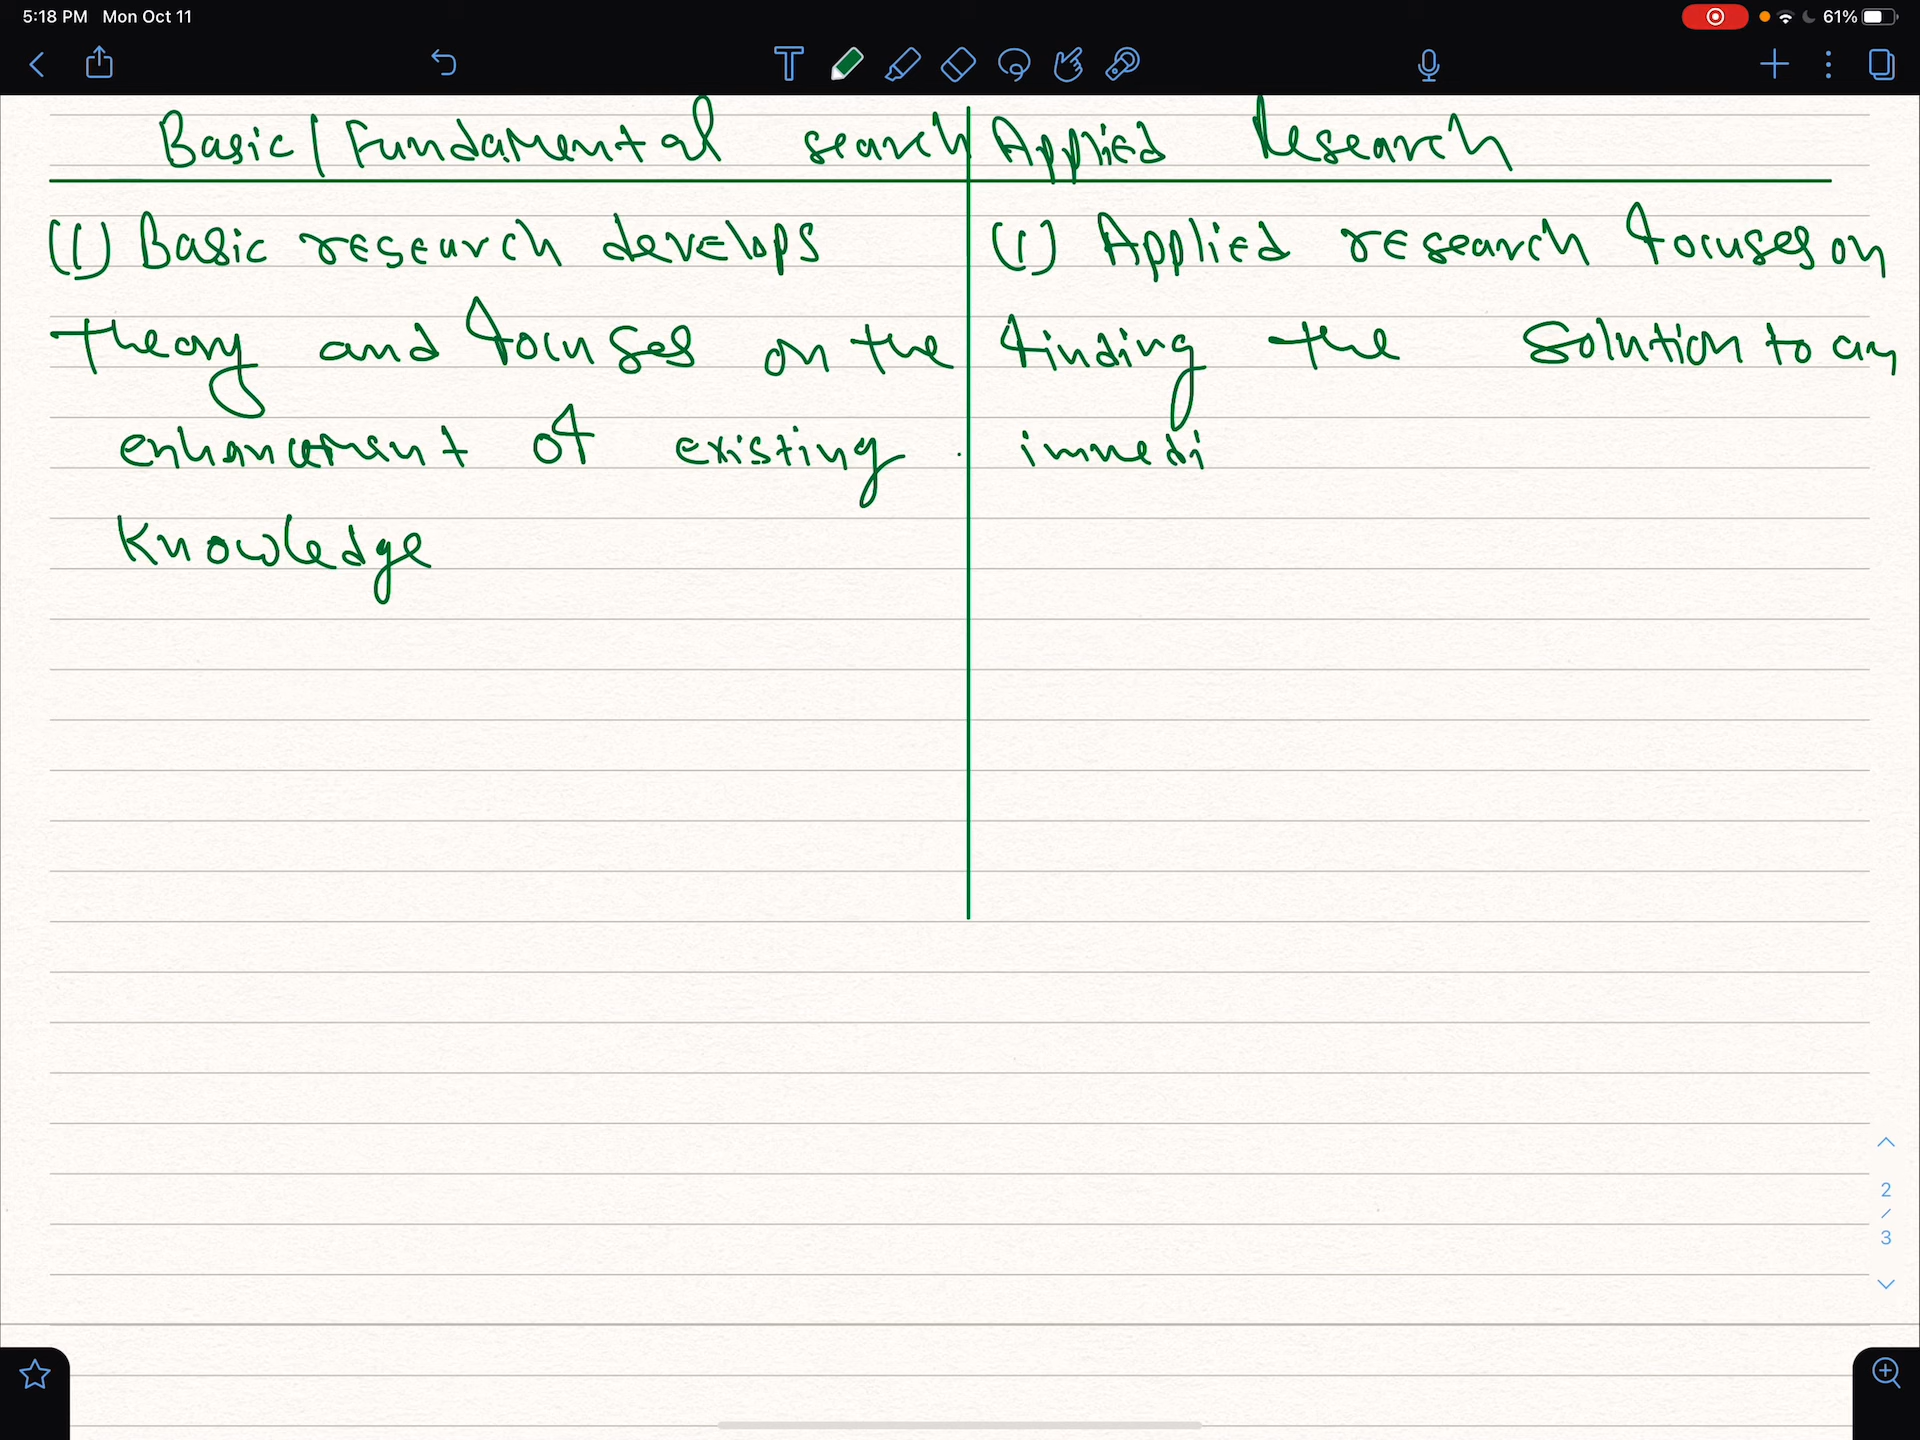 5:18 PM Mon Oct 11
61%
Basic / Fundamental search
Applied Research
(1) Basic research develops
theory and focuses on the
enhancement of existing
knowledge
(1) Applied research focuses on
finding the solution to any
immedi
2
/
3